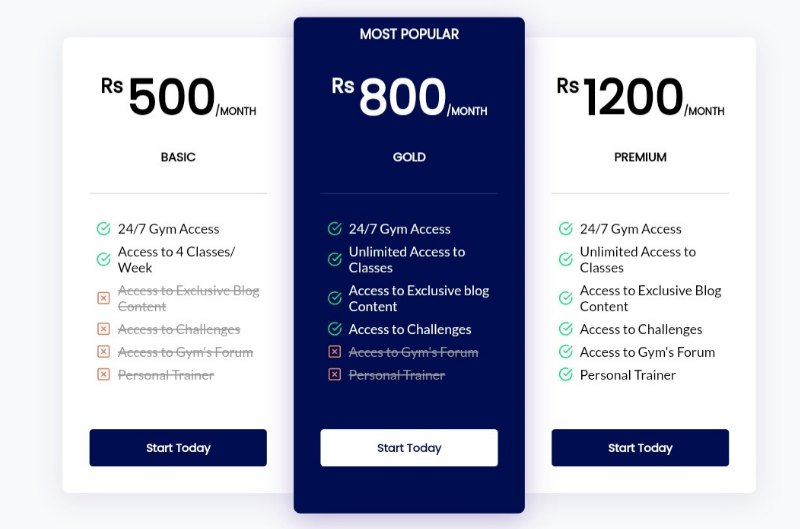 Rs 500 /MONTH
BASIC
24/7 Gym Access
Access to 4 Classes/
Week
Access to Exclusive Blog
Content
Access to Challenges
Access to Gym's Forum
Personal Trainer
Start Today
MOST POPULAR
Rs 800 /MONTH
GOLD
24/7 Gym Access
Unlimited Access to
Classes
Access to Exclusive blog
Content
Access to Challenges
Acces to Gym's Forum
Personal Trainer
Start Today
Rs 1200 /MONTH
PREMIUM
24/7 Gym Access
Unlimited Access to
Classes
Access to Exclusive Blog
Content
Access to Challenges
Access to Gym's Forum
Personal Trainer
Start Today